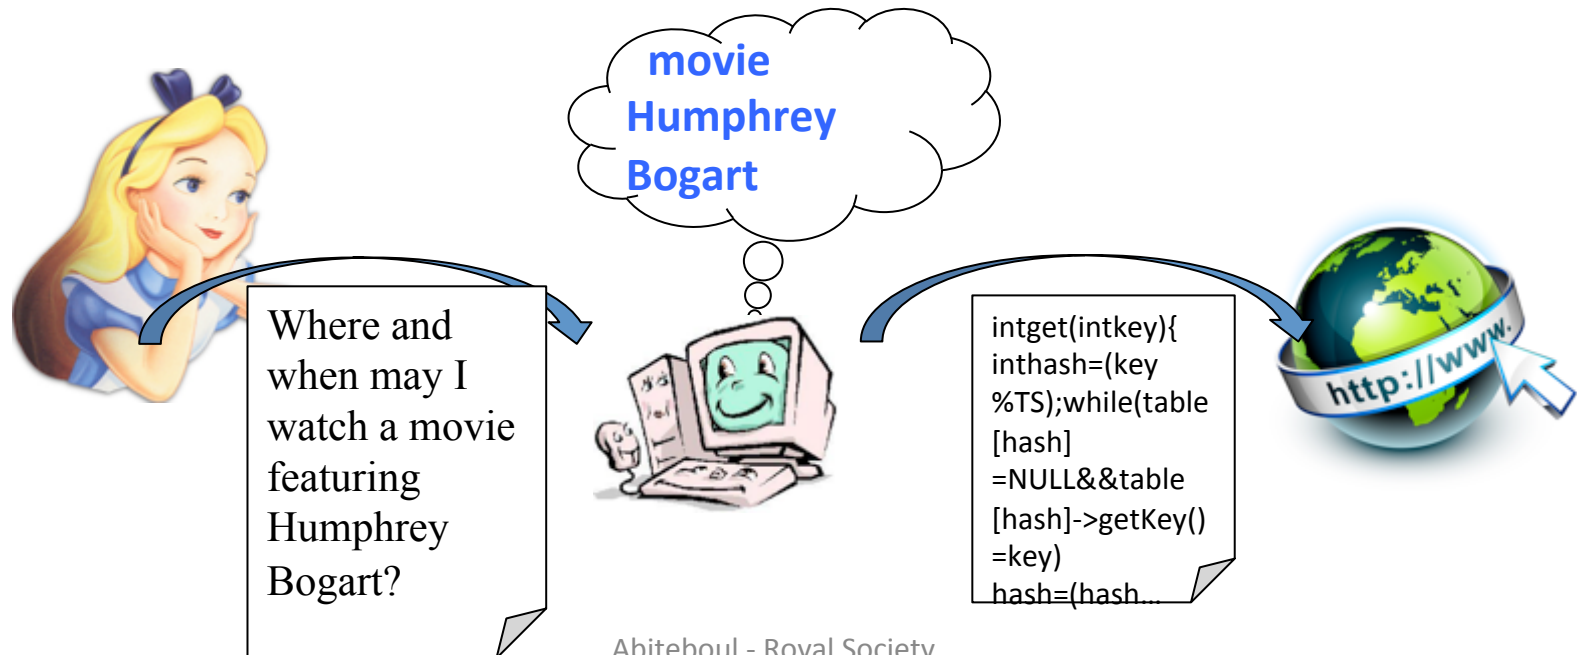 movie
Humphrey
Bogart
Where and
when may I
watch a movie
featuring
Humphrey
Bogart?
intget(intkey){
inthash=(key
%TS);while(table
[hash]
=NULL&&table
[hash]->getKey()
=key)
hash=(hash...
http://www.
Abiteboul - Royal Society